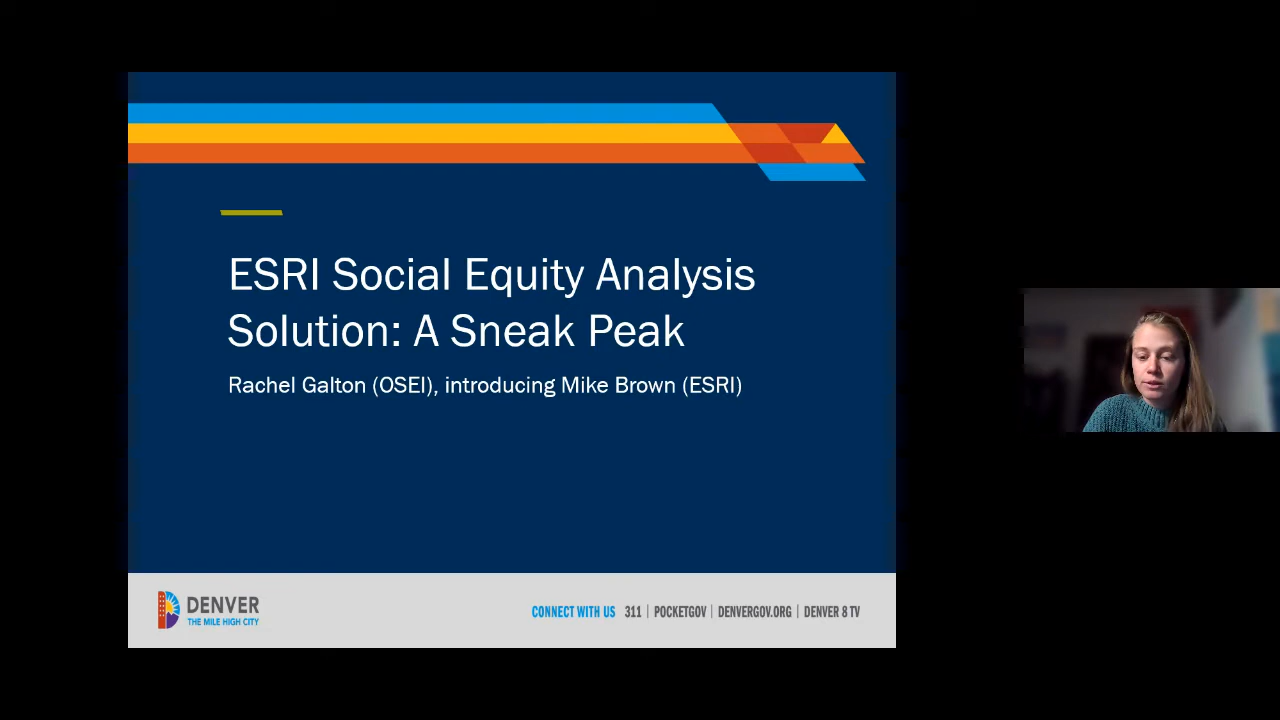 ESRI Social Equity Analysis
Solution: A Sneak Peak
Rachel Galton (OSEI), introducing Mike Brown (ESRI)
DENVER
THE MILE HIGH CITY
CONNECT WITH US 311 | POCKETGOV | DENVERGOV.ORG | DENVER 8 TV